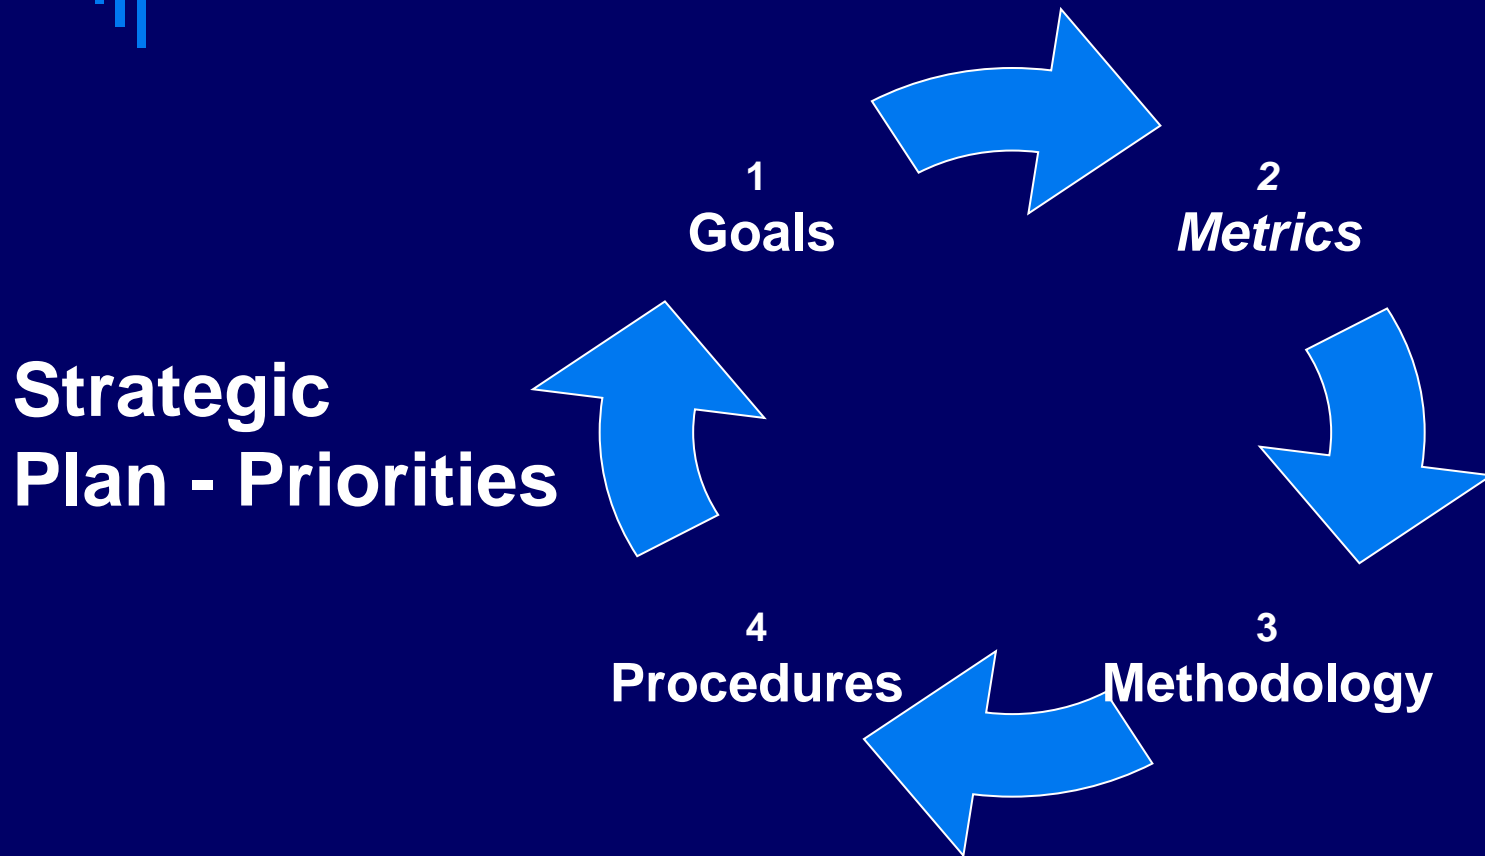 Strategic
Plan - Priorities
1
Goals
2
Metrics
3
Methodology
4
Procedures